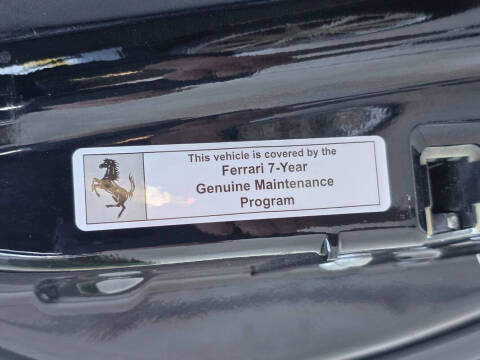 This vehicle is covered by the
Ferrari 7-Year
Genuine Maintenance
Program